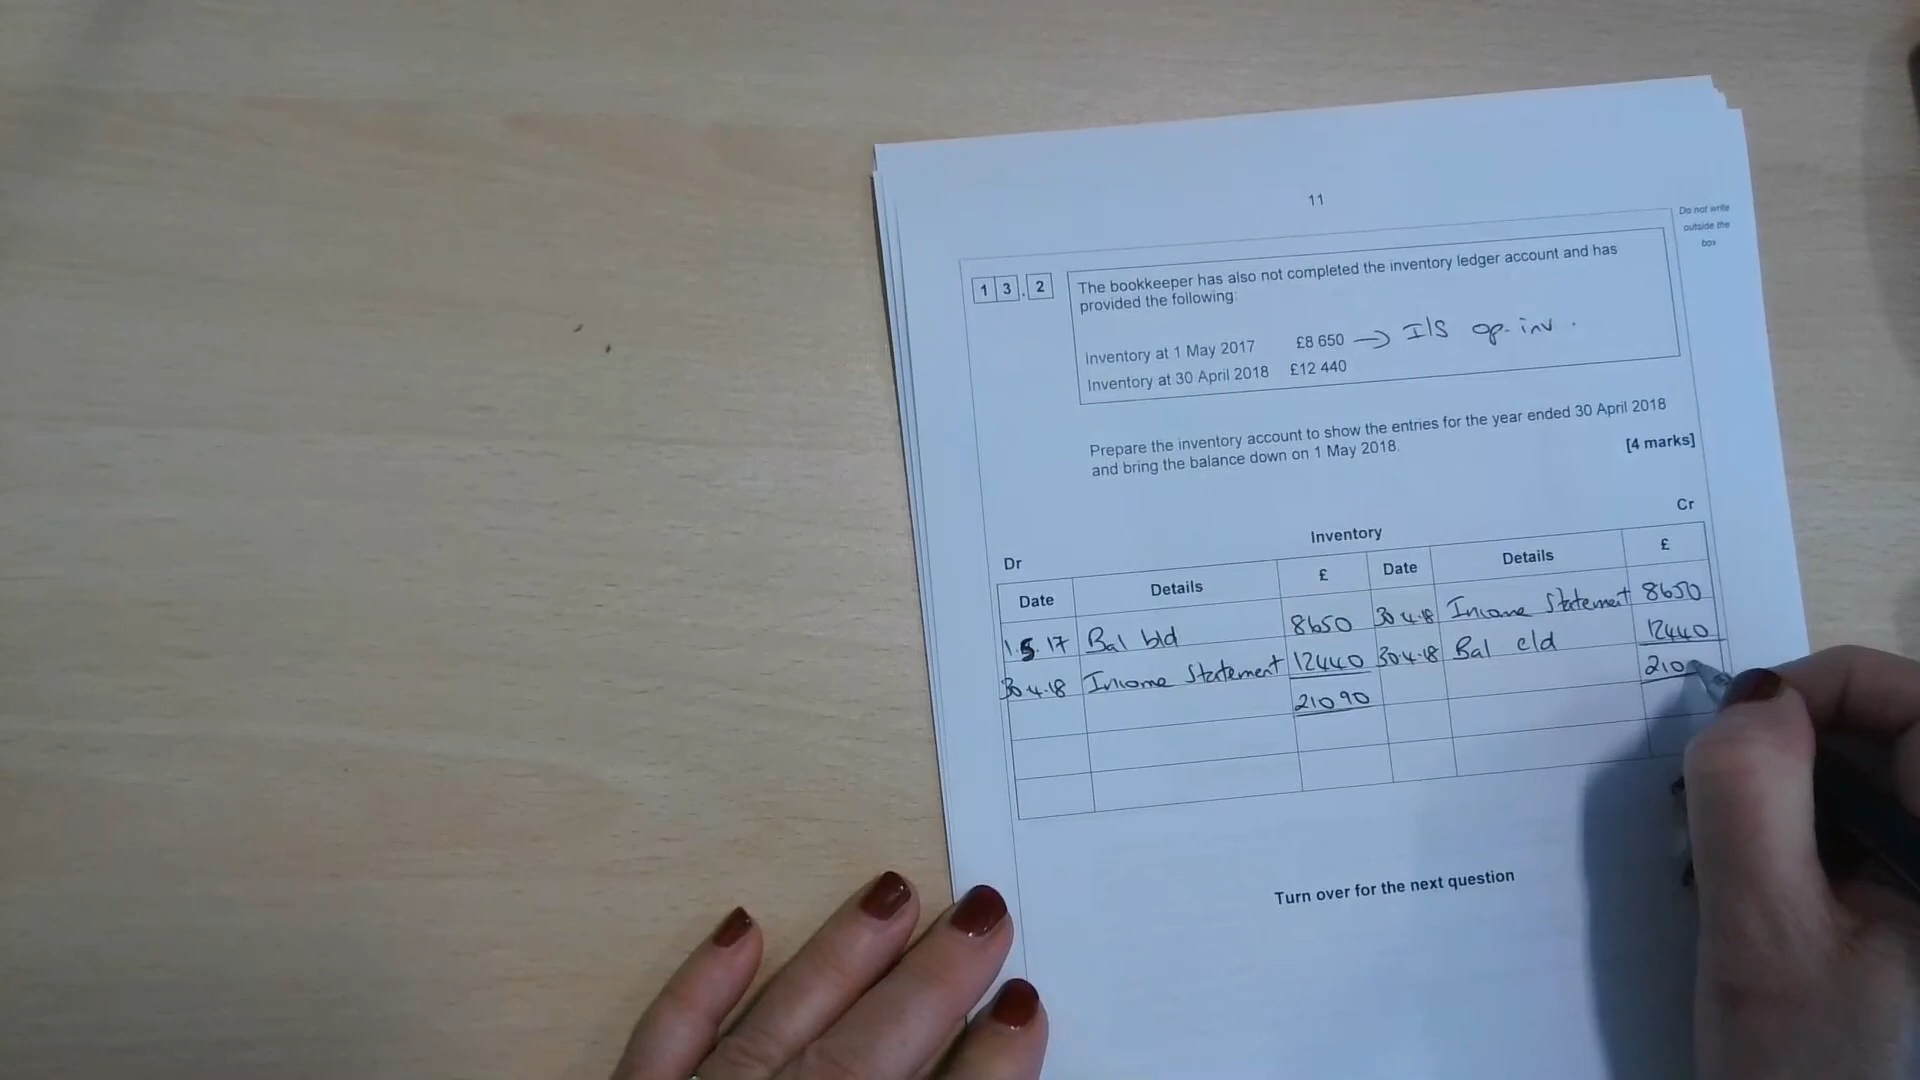 11
Do not write
outside the
box
13.2
The bookkeeper has also not completed the inventory ledger account and has
provided the following:
Inventory at 1 May 2017 £8 650 → I/S op. inv.
Inventory at 30 April 2018 £12 440
Prepare the inventory account to show the entries for the year ended 30 April 2018
and bring the balance down on 1 May 2018.
[4 marks]
Dr Inventory Cr
Date Details £ Date Details £
1.5.17 Bal b/d 8650 30.4.18 Income Statement 8650
30.4.18 Income Statement 12440 30.4.18 Bal c/d 12440
21090 210
Turn over for the next question